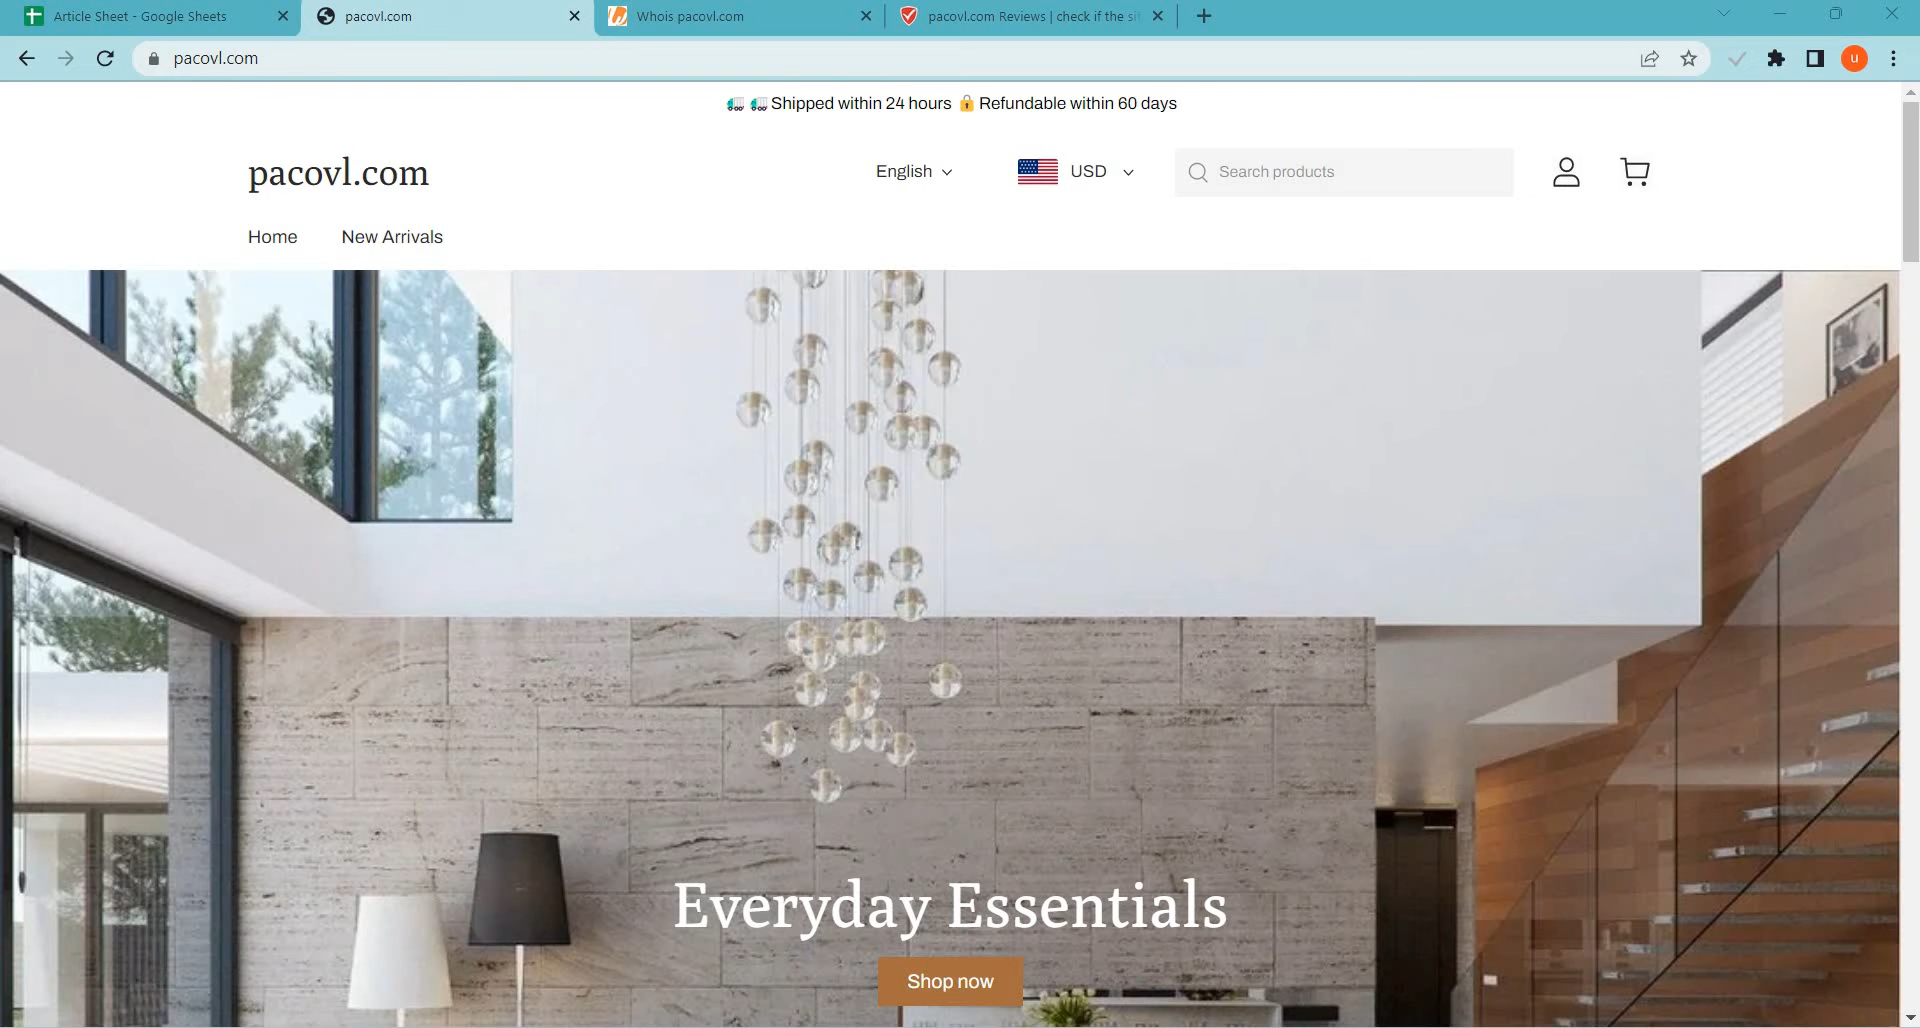 Article Sheet - Google Sheets
pacovl.com
Whois pacovl.com
pacovl.com Reviews | check if the sit
pacovl.com
u
Shipped within 24 hours 🔒 Refundable within 60 days
pacovl.com
English
USD
Search products
Home
New Arrivals
Everyday Essentials
Shop now